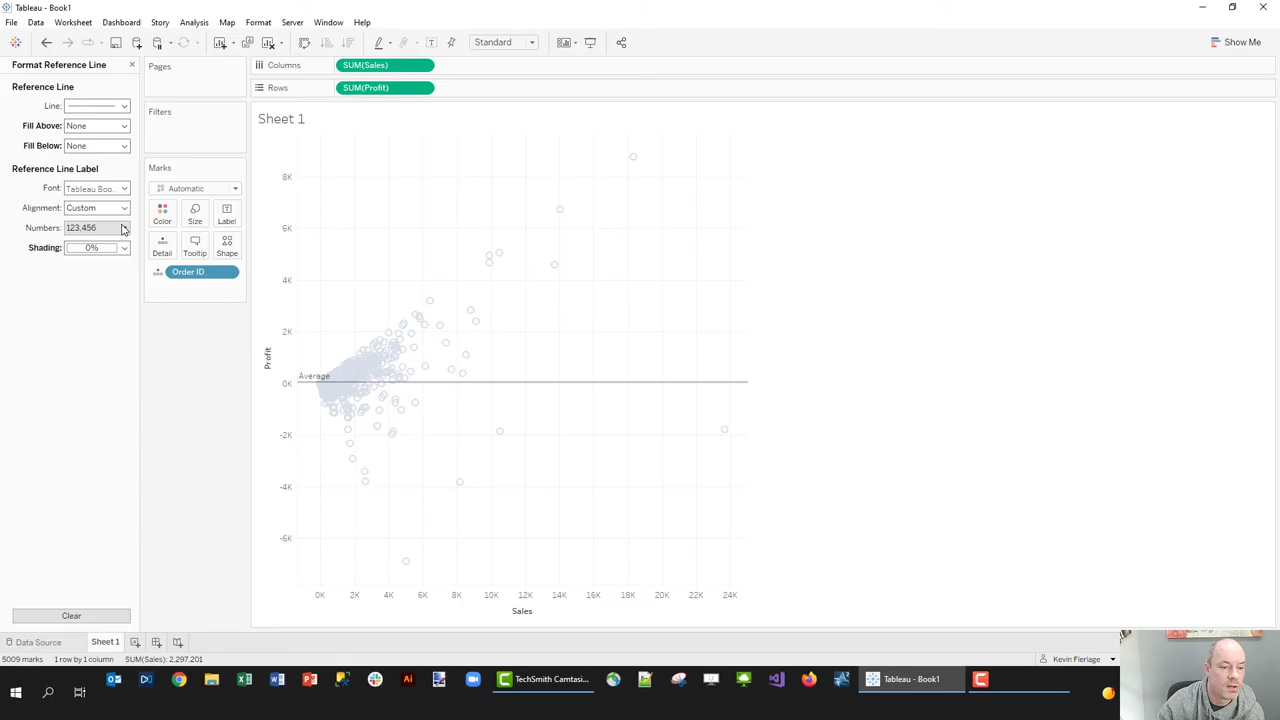 Tableau - Book1
File Data Worksheet Dashboard Story Analysis Map Format Server Window Help
Standard
Show Me
Format Reference Line
Reference Line
Line:
Fill Above: None
Fill Below: None
Reference Line Label
Font: Tableau Boo...
Alignment: Custom
Numbers: 123.456
Shading: 0%
Clear
Pages
Filters
Marks
Automatic
Color Size Label
Detail Tooltip Shape
Order ID
Columns SUM(Sales)
Rows SUM(Profit)
Sheet 1
8K
6K
4K
2K
0K
-2K
-4K
-6K
Profit
Average
0K 2K 4K 6K 8K 10K 12K 14K 16K 18K 20K 22K 24K
Sales
Data Source Sheet 1
5009 marks 1 row by 1 column SUM(Sales): 2,297,201
Kevin Flerlage
TechSmith Camtasi...
Tableau - Book1